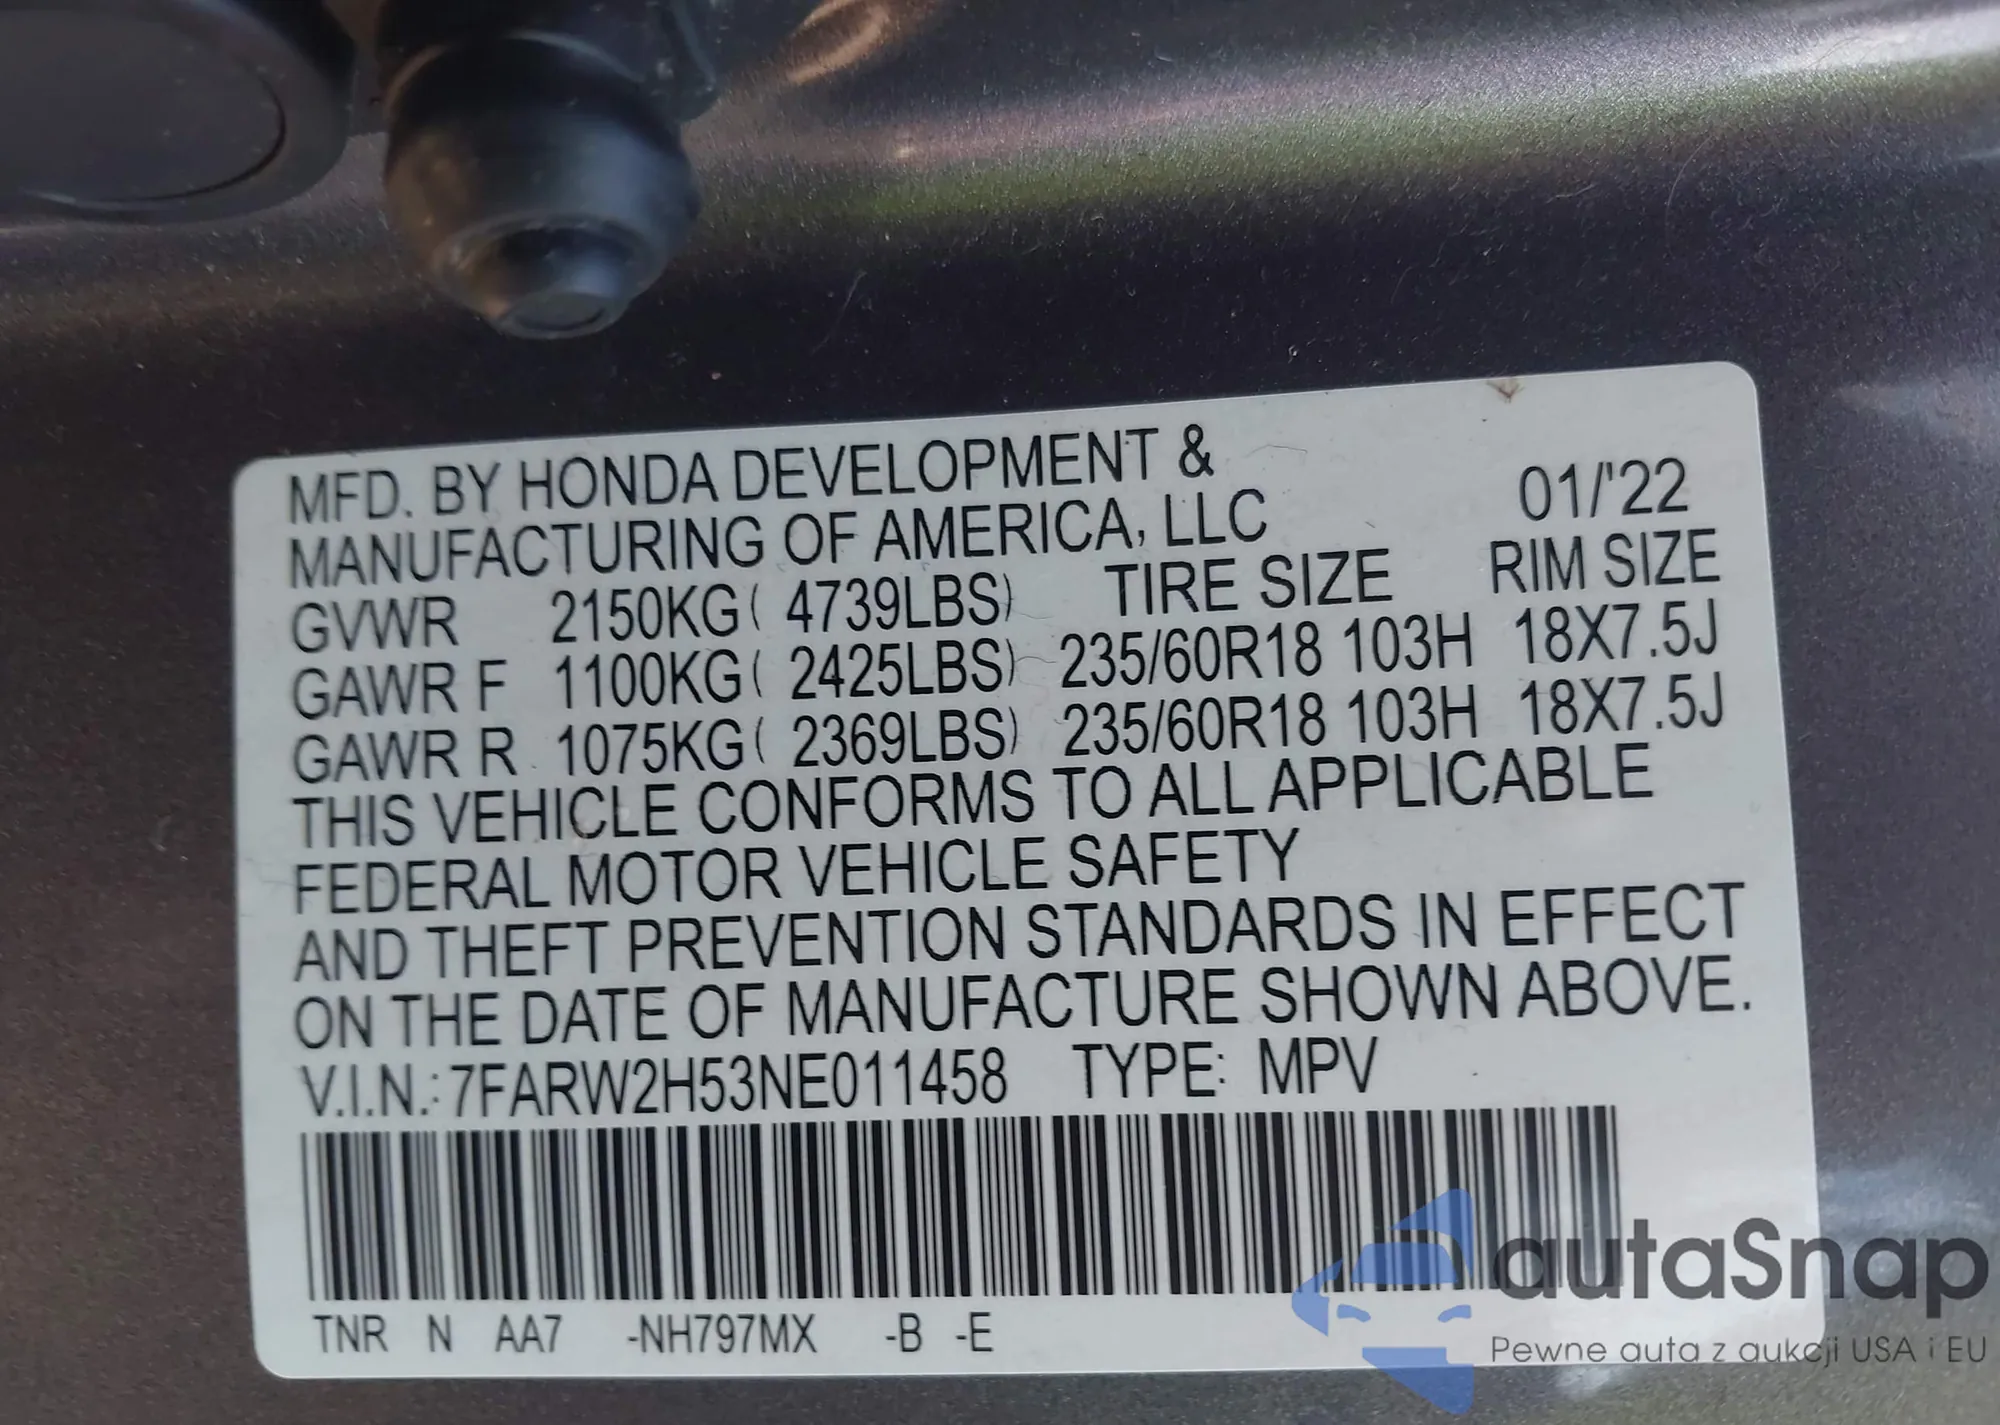 MFD. BY HONDA DEVELOPMENT &
MANUFACTURING OF AMERICA, LLC 01/'22
GVWR 2150KG( 4739LBS) TIRE SIZE RIM SIZE
GAWR F 1100KG( 2425LBS) 235/60R18 103H 18X7.5J
GAWR R 1075KG( 2369LBS) 235/60R18 103H 18X7.5J
THIS VEHICLE CONFORMS TO ALL APPLICABLE
FEDERAL MOTOR VEHICLE SAFETY
AND THEFT PREVENTION STANDARDS IN EFFECT
ON THE DATE OF MANUFACTURE SHOWN ABOVE.
V.I.N.: 7FARW2H53NE011458 TYPE: MPV
TNR N AA7 -NH797MX -B -E
autaSnap
Pewne auta z aukcji USA i EU